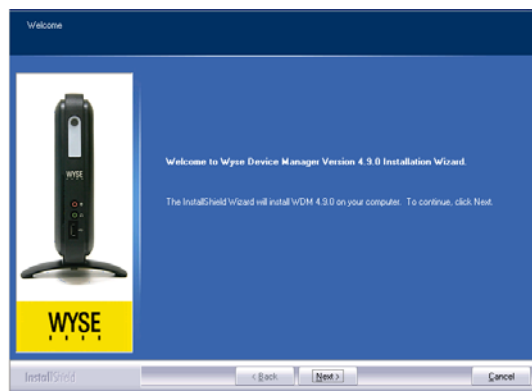 Welcome
Welcome to Wyse Device Manager Version 4.9.0 Installation Wizard.
The InstallShield Wizard will install WDM 4.9.0 on your computer. To continue, click Next.
WYSE
WYSE
InstallShield
< Back
Next >
Cancel